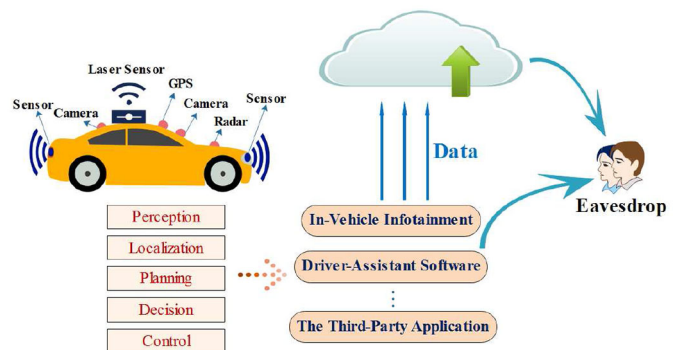 Laser Sensor
GPS
Sensor
Camera
Camera
Sensor
Radar
Data
Eavesdrop
Perception
Localization
Planning
Decision
Control
In-Vehicle Infotainment
Driver-Assistant Software
The Third-Party Application